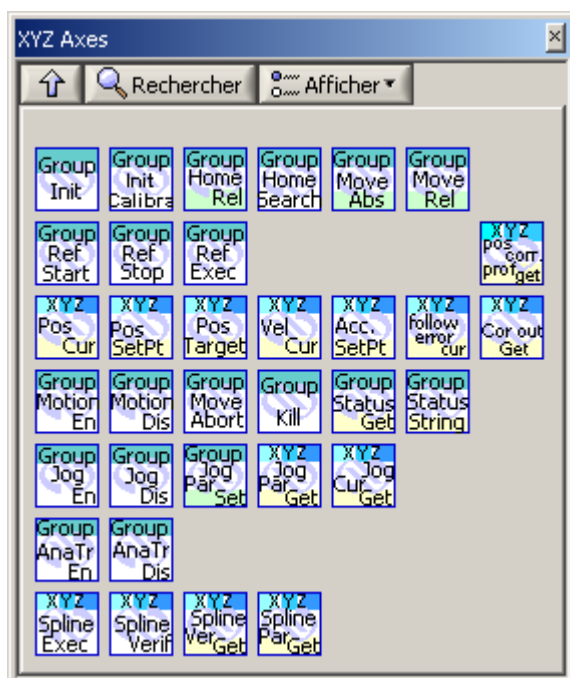 XYZ Axes
Rechercher Afficher
Group Init
Group Init Calibra
Group Home Rel
Group Home Search
Group Move Abs
Group Move Rel
Group Ref Start
Group Ref Stop
Group Ref Exec
XYZ pos corr. prof get
XYZ Pos Cur
XYZ Pos SetPt
XYZ Pos Target
XYZ Vel Cur
XYZ Acc. SetPt
XYZ follow error cur
XYZ Cor out Get
Group Motion En
Group Motion Dis
Group Move Abort
Group Kill
Group Status Get
Group Status String
Group Jog En
Group Jog Dis
Group Jog Par Set
XYZ Jog Par Get
XYZ Jog Cur Get
Group AnaTr En
Group AnaTr Dis
XYZ Spline Exec
XYZ Spline Verif
XYZ Spline Ver Get
XYZ Spline Par Get